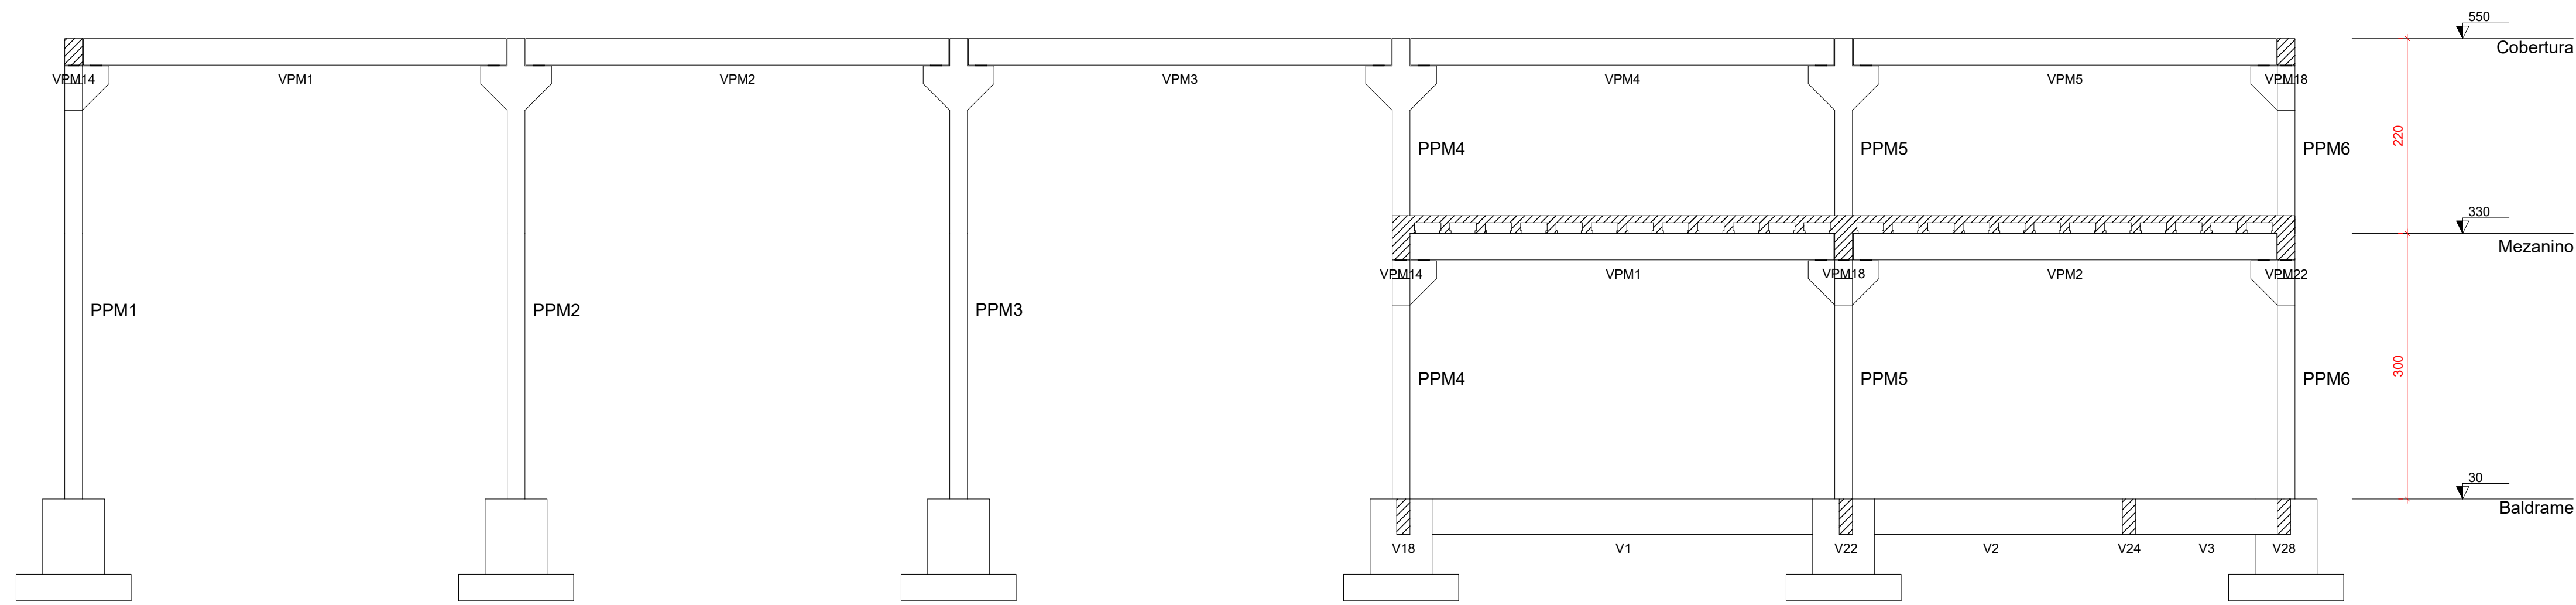 550
Cobertura
VPM14
VPM1
VPM2
VPM3
VPM4
VPM5
VPM18
PPM4
PPM5
PPM6
220
330
Mezanino
VPM14
VPM1
VPM18
VPM2
VPM22
PPM1
PPM2
PPM3
PPM4
PPM5
PPM6
300
30
Baldrame
V18
V1
V22
V2
V24
V3
V28